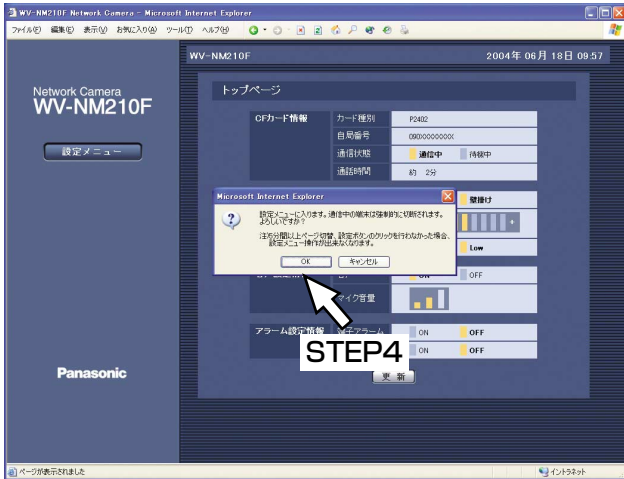 WV-NM210F Network Camera - Microsoft Internet Explorer
ファイル(F) 編集(E) 表示(V) お気に入り(A) ツール(T) ヘルプ(H)
WV-NM210F 2004年 06月 18日 09:57
Network Camera
WV-NM210F
設定メニュー
トップページ
CFカード情報 カード種別 P2402
自局番号 090XXXXXXXX
通信状態 通信中 待機中
通話時間 約 2分
壁掛け
+
Low
Microsoft Internet Explorer
設定メニューに入ります。通信中の端末は強制的に切断されます。
よろしいですか?
注)5分間以上ページ切替、設定ボタンのクリックを行わなかった場合、
設定メニュー操作が出来なくなります。
OK キャンセル
OFF
マイク音量
アラーム設定情報 端子アラーム ON OFF
ON OFF
STEP4
更 新
Panasonic
ページが表示されました イントラネット